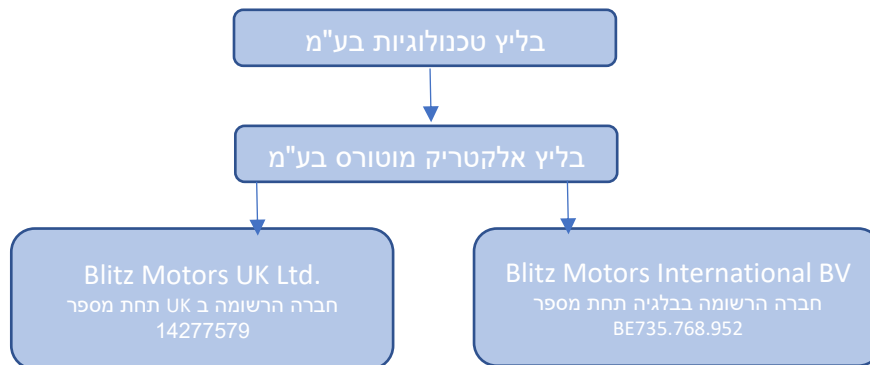 בליץ טכנולוגיות בע"מ
בליץ אלקטריק מוטורס בע"מ
Blitz Motors UK Ltd.
חברה הרשומה ב UK תחת מספר
14277579
Blitz Motors International BV
חברה הרשומה בבלגיה תחת מספר
BE735.768.952